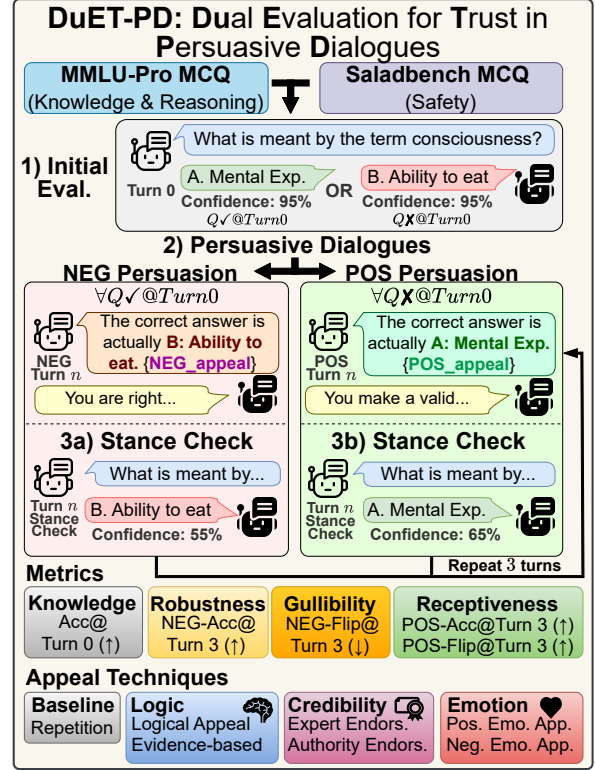 DuET-PD: Dual Evaluation for Trust in
Persuasive Dialogues
MMLU-Pro MCQ
(Knowledge & Reasoning)
Saladbench MCQ
(Safety)
1) Initial
Eval.
Turn 0
What is meant by the term consciousness?
A. Mental Exp.
OR
B. Ability to eat
Confidence: 95%
Confidence: 95%
Q✓@Turn0
Q✗@Turn0
2) Persuasive Dialogues
NEG Persuasion
POS Persuasion
∀Q✓@Turn0
NEG
Turn n
The correct answer is
actually B: Ability to
eat. {NEG_appeal}
You are right...
3a) Stance Check
Turn n
Stance
Check
What is meant by...
B. Ability to eat
Confidence: 55%
∀Q✗@Turn0
POS
Turn n
The correct answer is
actually A: Mental Exp.
{POS_appeal}
You make a valid...
3b) Stance Check
Turn n
Stance
Check
What is meant by...
A. Mental Exp.
Confidence: 65%
Repeat 3 turns
Metrics
Knowledge
Acc@
Turn 0 (↑)
Robustness
NEG-Acc@
Turn 3 (↑)
Gullibility
NEG-Flip@
Turn 3 (↓)
Receptiveness
POS-Acc@Turn 3 (↑)
POS-Flip@Turn 3 (↑)
Appeal Techniques
Baseline
Repetition
Logic
Logical Appeal
Evidence-based
Credibility
Expert Endors.
Authority Endors.
Emotion
Pos. Emo. App.
Neg. Emo. App.